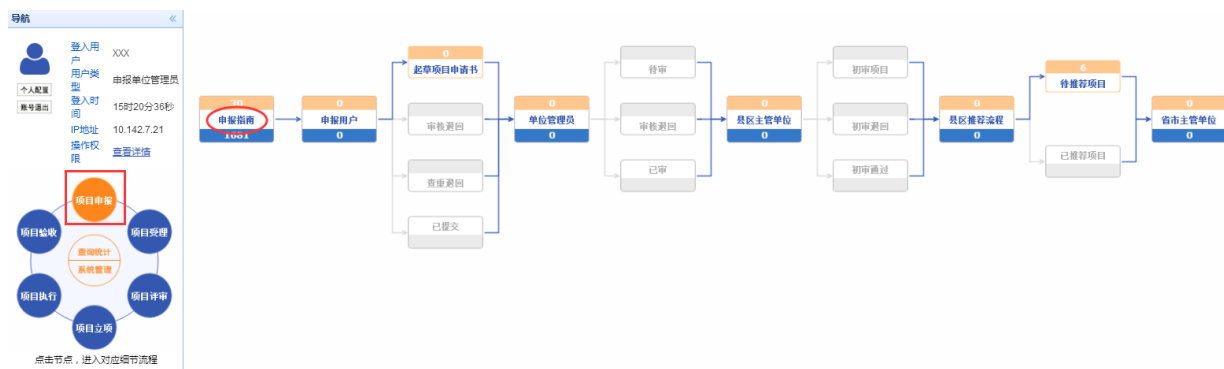 导航
«
登入用户
XXX
用户类型
申报单位管理员
个人配置
登入时间
15时20分36秒
账号退出
IP地址
10.142.7.21
操作权限
查看详情
项目申报
项目验收
项目受理
查询统计
系统管理
项目执行
项目评审
项目立项
点击节点，进入对应细节流程
30
申报指南
1681
0
申报用户
0
0
起草项目申请书
审核退回
查重退回
已提交
0
单位管理员
0
待审
审核退回
已审
0
县区主管单位
0
初审项目
初审退回
初审通过
0
县区推荐流程
0
6
待推荐项目
已推荐项目
0
省市主管单位
0